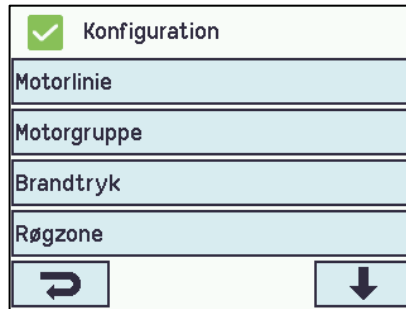 Konfiguration
Motorlinie
Motorgruppe
Brandtryk
Røgzone